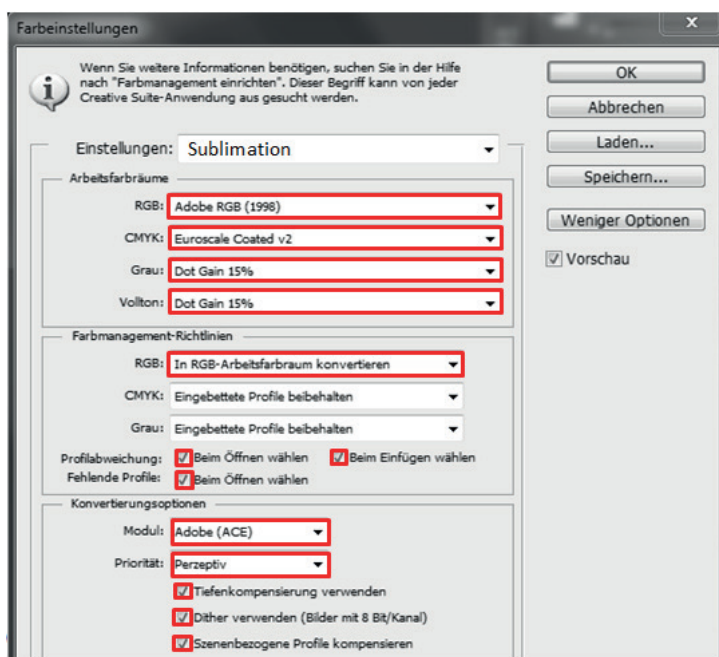 Farbeinstellungen
x
Wenn Sie weitere Informationen benötigen, suchen Sie in der Hilfe
nach "Farbmanagement einrichten". Dieser Begriff kann von jeder
Creative Suite-Anwendung aus gesucht werden.
OK
Abbrechen
Laden...
Speichern...
Weniger Optionen
Vorschau
Einstellungen: Sublimation
Arbeitsfarbräume
RGB: Adobe RGB (1998)
CMYK: Euroscale Coated v2
Grau: Dot Gain 15%
Vollton: Dot Gain 15%
Farbmanagement-Richtlinien
RGB: In RGB-Arbeitsfarbraum konvertieren
CMYK: Eingebettete Profile beibehalten
Grau: Eingebettete Profile beibehalten
Profilabweichung: Beim Öffnen wählen Beim Einfügen wählen
Fehlende Profile: Beim Öffnen wählen
Konvertierungsoptionen
Modul: Adobe (ACE)
Priorität: Perzeptiv
Tiefenkompensierung verwenden
Dither verwenden (Bilder mit 8 Bit/Kanal)
Szenenbezogene Profile kompensieren